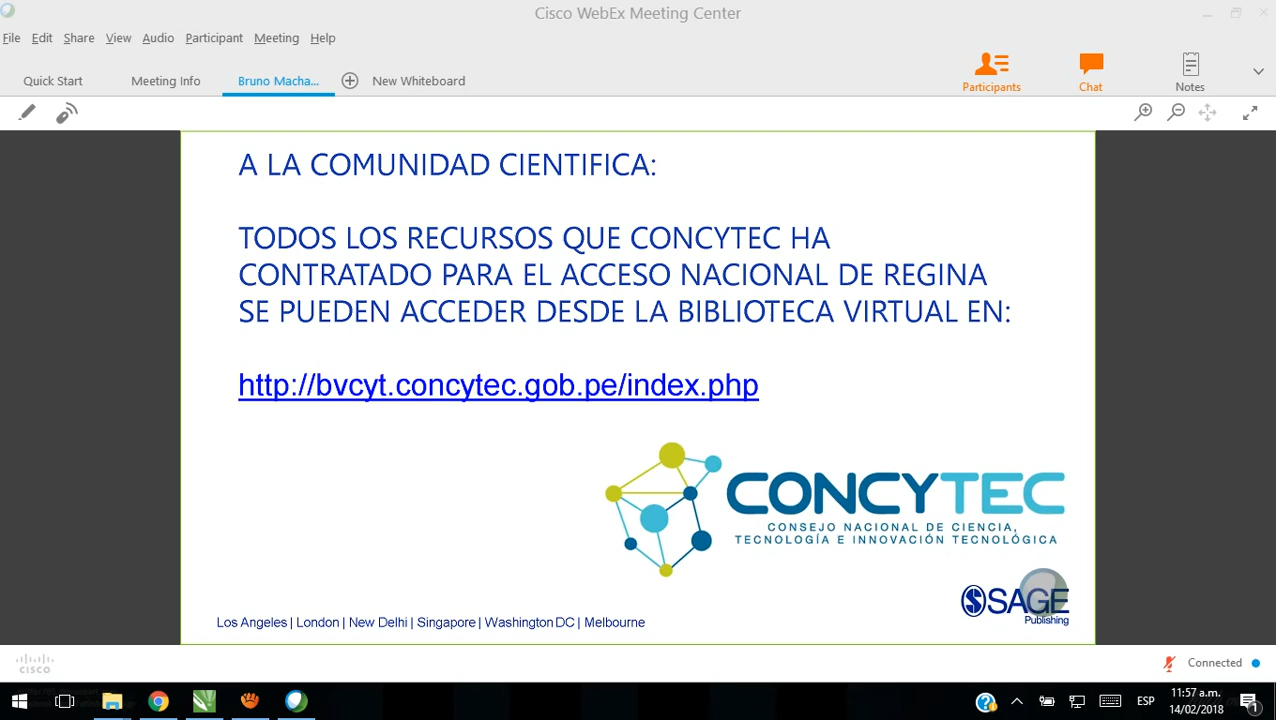 Cisco WebEx Meeting Center
File Edit Share View Audio Participant Meeting Help
Quick Start Meeting Info Bruno Macha... New Whiteboard
Participants Chat Notes
A LA COMUNIDAD CIENTIFICA:
TODOS LOS RECURSOS QUE CONCYTEC HA
CONTRATADO PARA EL ACCESO NACIONAL DE REGINA
SE PUEDEN ACCEDER DESDE LA BIBLIOTECA VIRTUAL EN:
http://bvcyt.concytec.gob.pe/index.php
CONCYTEC
CONSEJO NACIONAL DE CIENCIA,
TECNOLOGÍA E INNOVACIÓN TECNOLÓGICA
SAGE
Publishing
Los Angeles | London | New Delhi | Singapore | Washington DC | Melbourne
CISCO
Connected
ESP
11:57 a.m.
14/02/2018
1